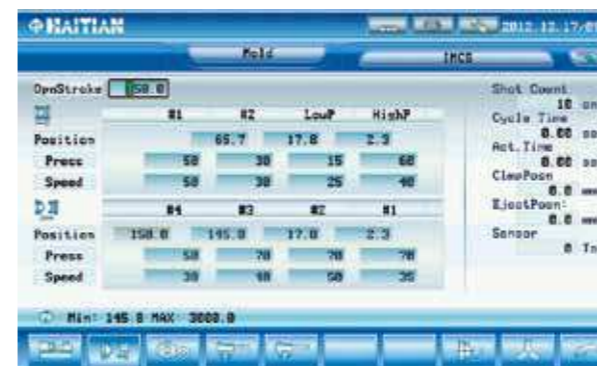 HAITIAN 2012.12.17
Mold IMCS
OpnStroke 150.0
Shot Count
#1 #2 LowP HighP
10
Cycle Time
Position 65.7 17.8 2.3
0.00
Press 50 30 15 60
Act.Time
0.00
Speed 50 30 25 40
ClmpPosn
0.0
#4 #3 #2 #1
EjectPosn:
0.0
Position 150.0 145.0 17.0 2.3
Sensor
0
Press 50 70 70 70
Speed 30 50 35
Min: 145.0 MAX 3000.0